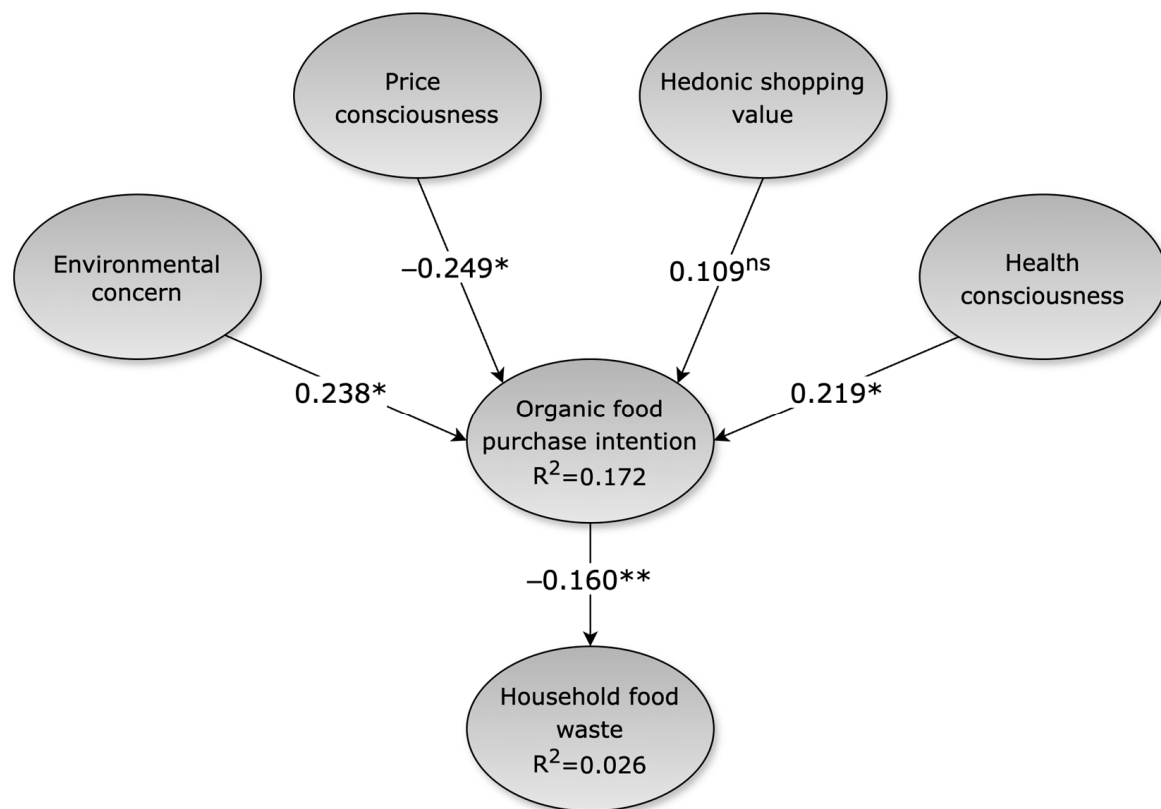 Price
consciousness
Hedonic shopping
value
Environmental
concern
Health
consciousness
–0.249*
0.109ns
0.238*
0.219*
Organic food
purchase intention
R2=0.172
–0.160**
Household food
waste
R2=0.026